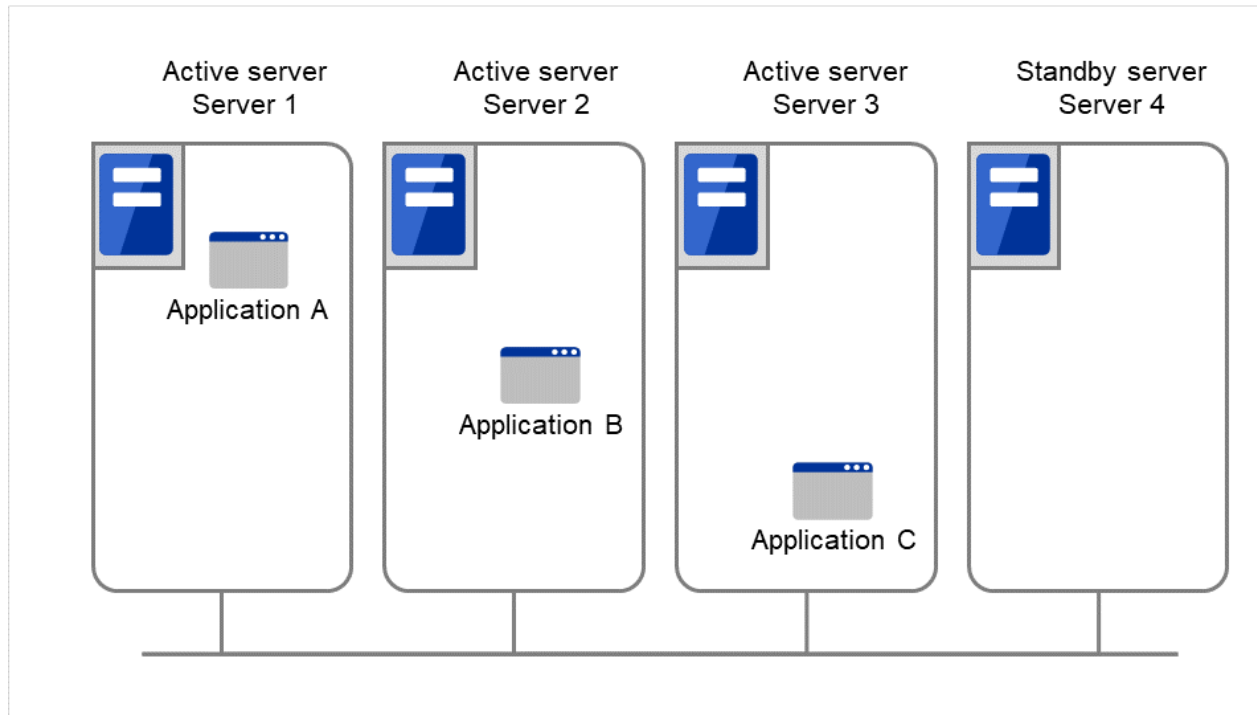 Active server
Server 1
Active server
Server 2
Active server
Server 3
Standby server
Server 4
Application A
Application B
Application C